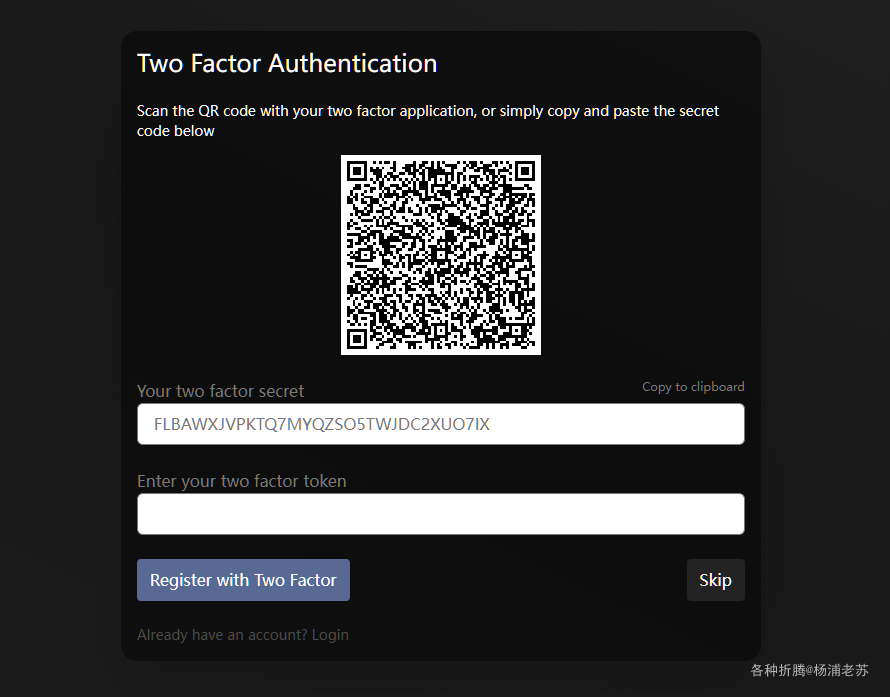 Two Factor Authentication
Scan the QR code with your two factor application, or simply copy and paste the secret
code below
Your two factor secret
Copy to clipboard
FLBAWXJVPKTQ7MYQZSO5TWJDC2XUO7IX
Enter your two factor token
Register with Two Factor
Skip
Already have an account? Login
各种折腾@杨浦老苏